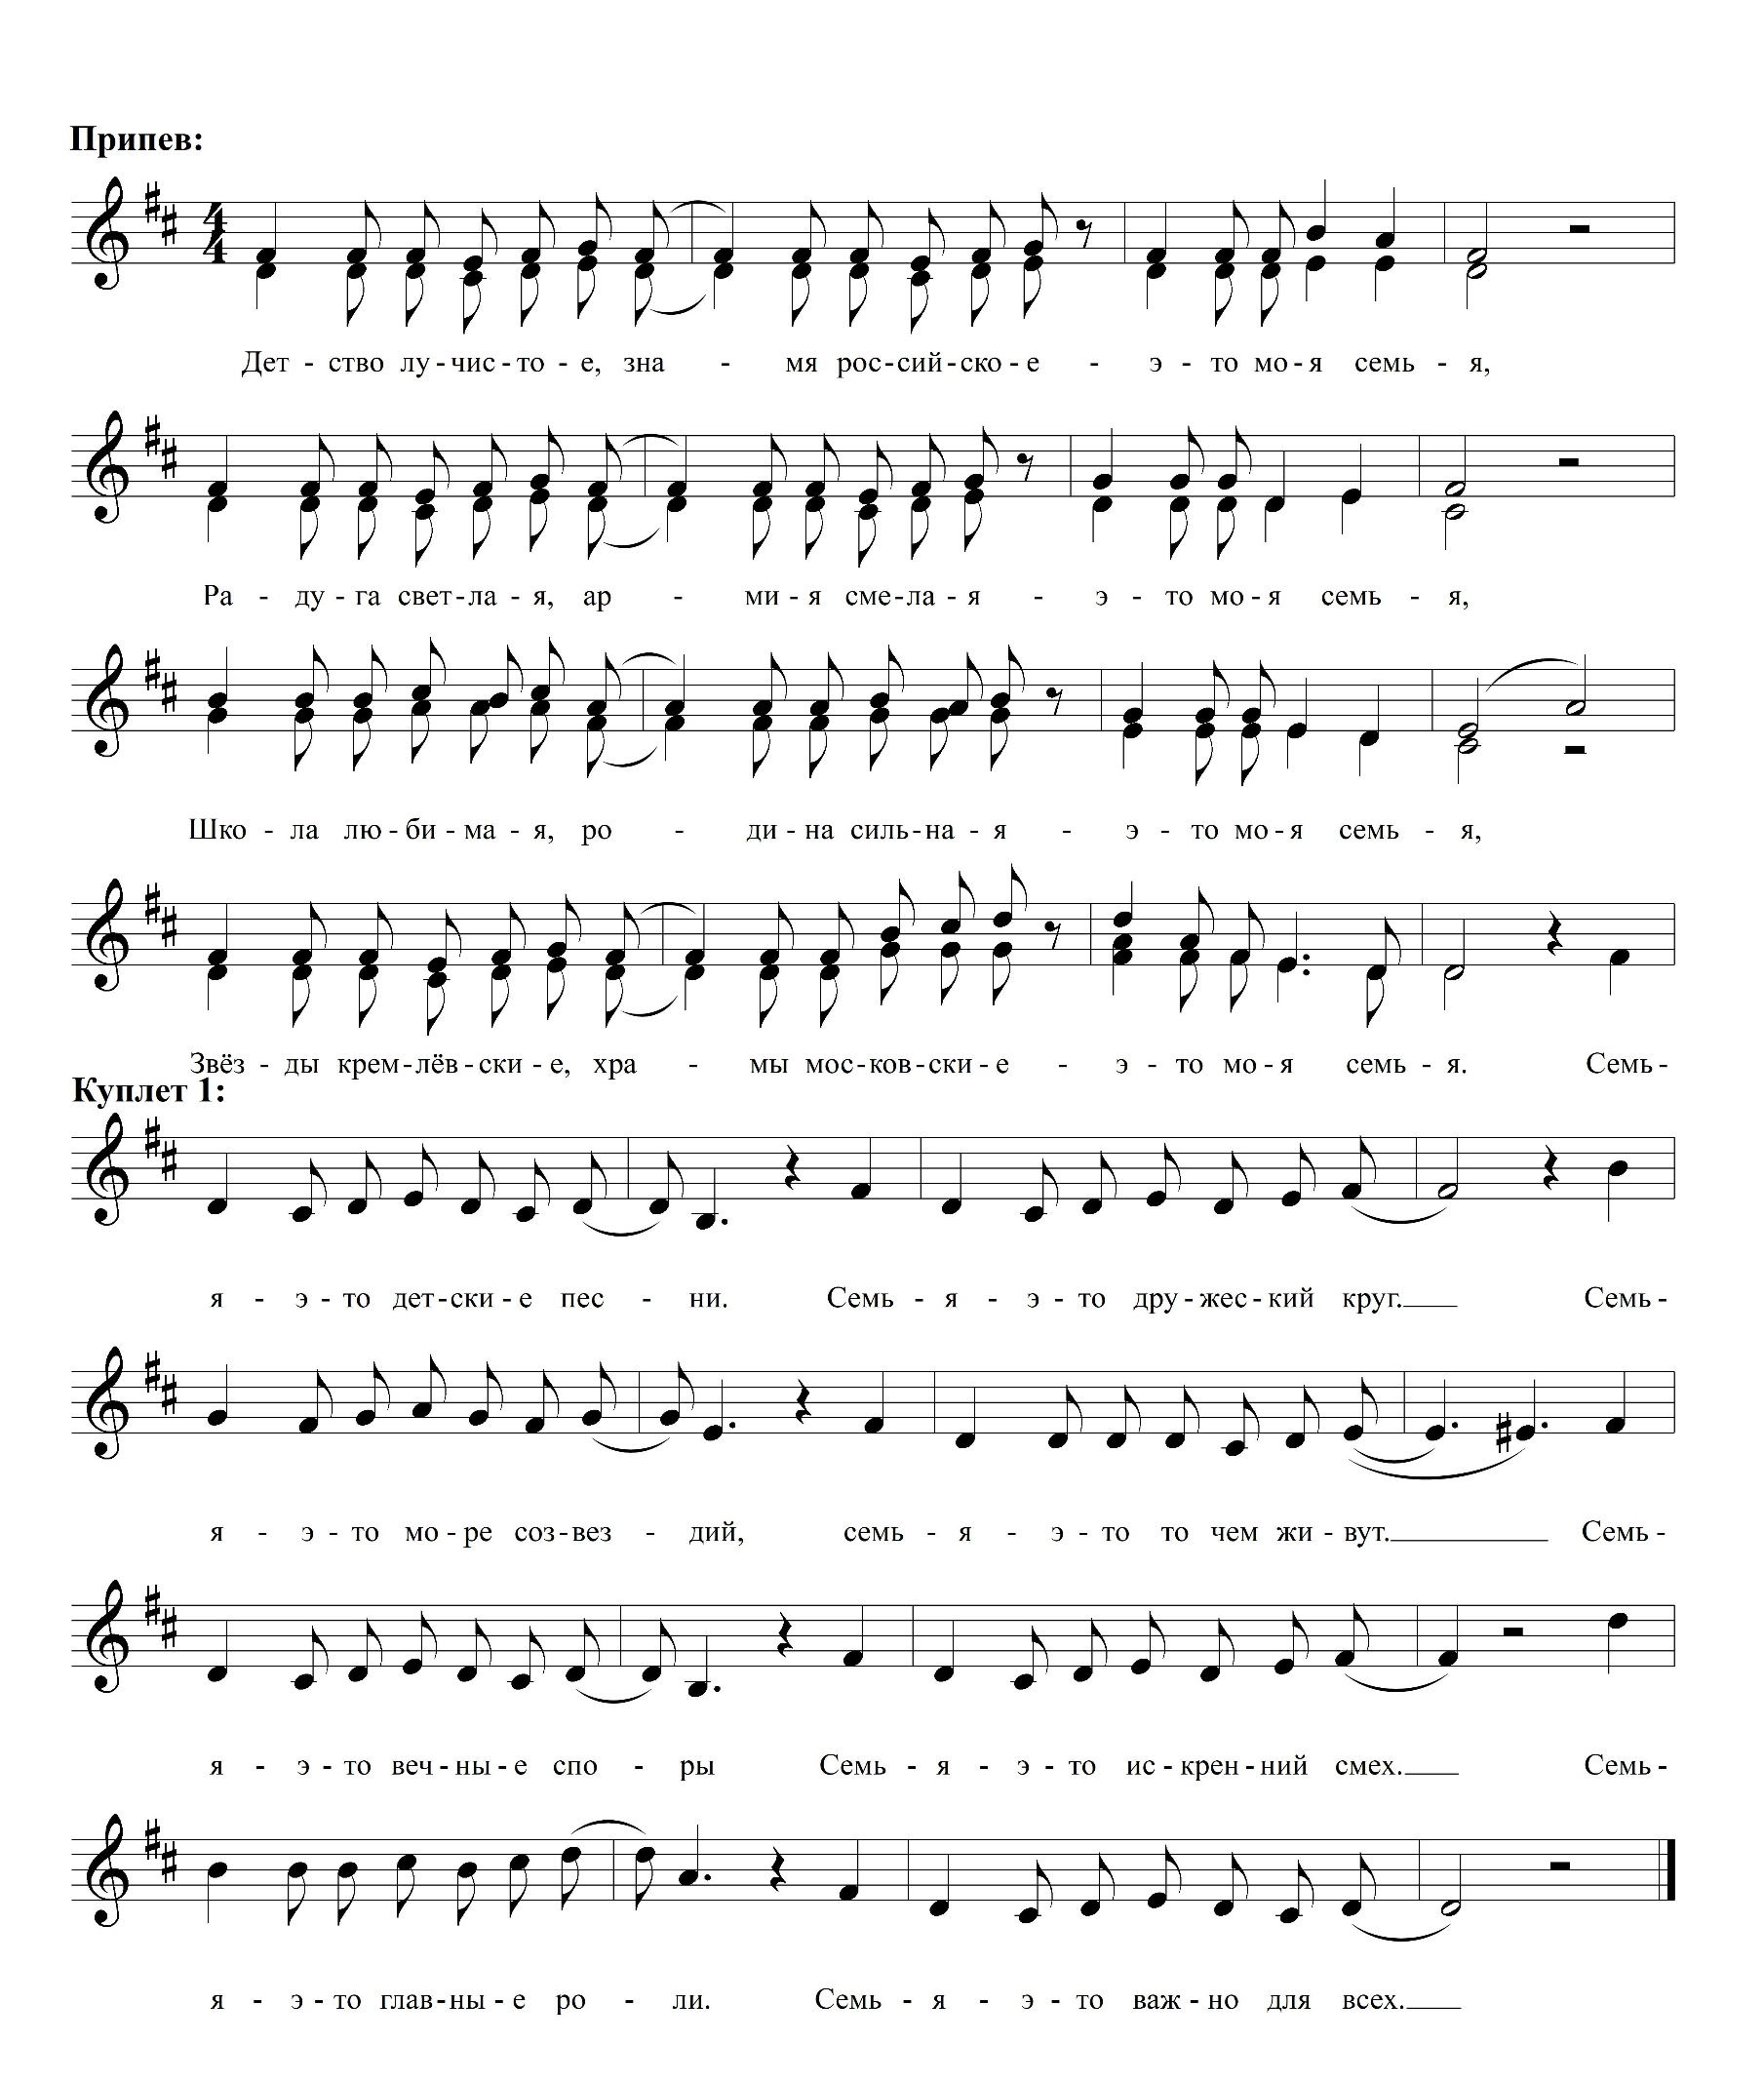 Припев:
4
4
Дет - ство лу - чис - то - е, зна - мя рос - сий - ско - е - э - то мо - я семь - я,
Ра - ду - га свет - ла - я, ар - ми - я сме - ла - я - э - то мо - я семь - я,
Шко - ла лю - би - ма - я, ро - ди - на силь - на - я - э - то мо - я семь - я,
Звёз - ды крем - лёв - ски - е, хра - мы мос - ков - ски - е - э - то мо - я семь - я. Семь -
Куплет 1:
я - э - то дет - ски - е пес - ни. Семь - я - э - то дру - жес - кий круг. Семь -
я - э - то мо - ре соз - вез - дий, семь - я - э - то то чем жи - вут. Семь -
я - э - то веч - ны - е спо - ры Семь - я - э - то ис - крен - ний смех. Семь -
я - э - то глав - ны - е ро - ли. Семь - я - э - то важ - но для всех.